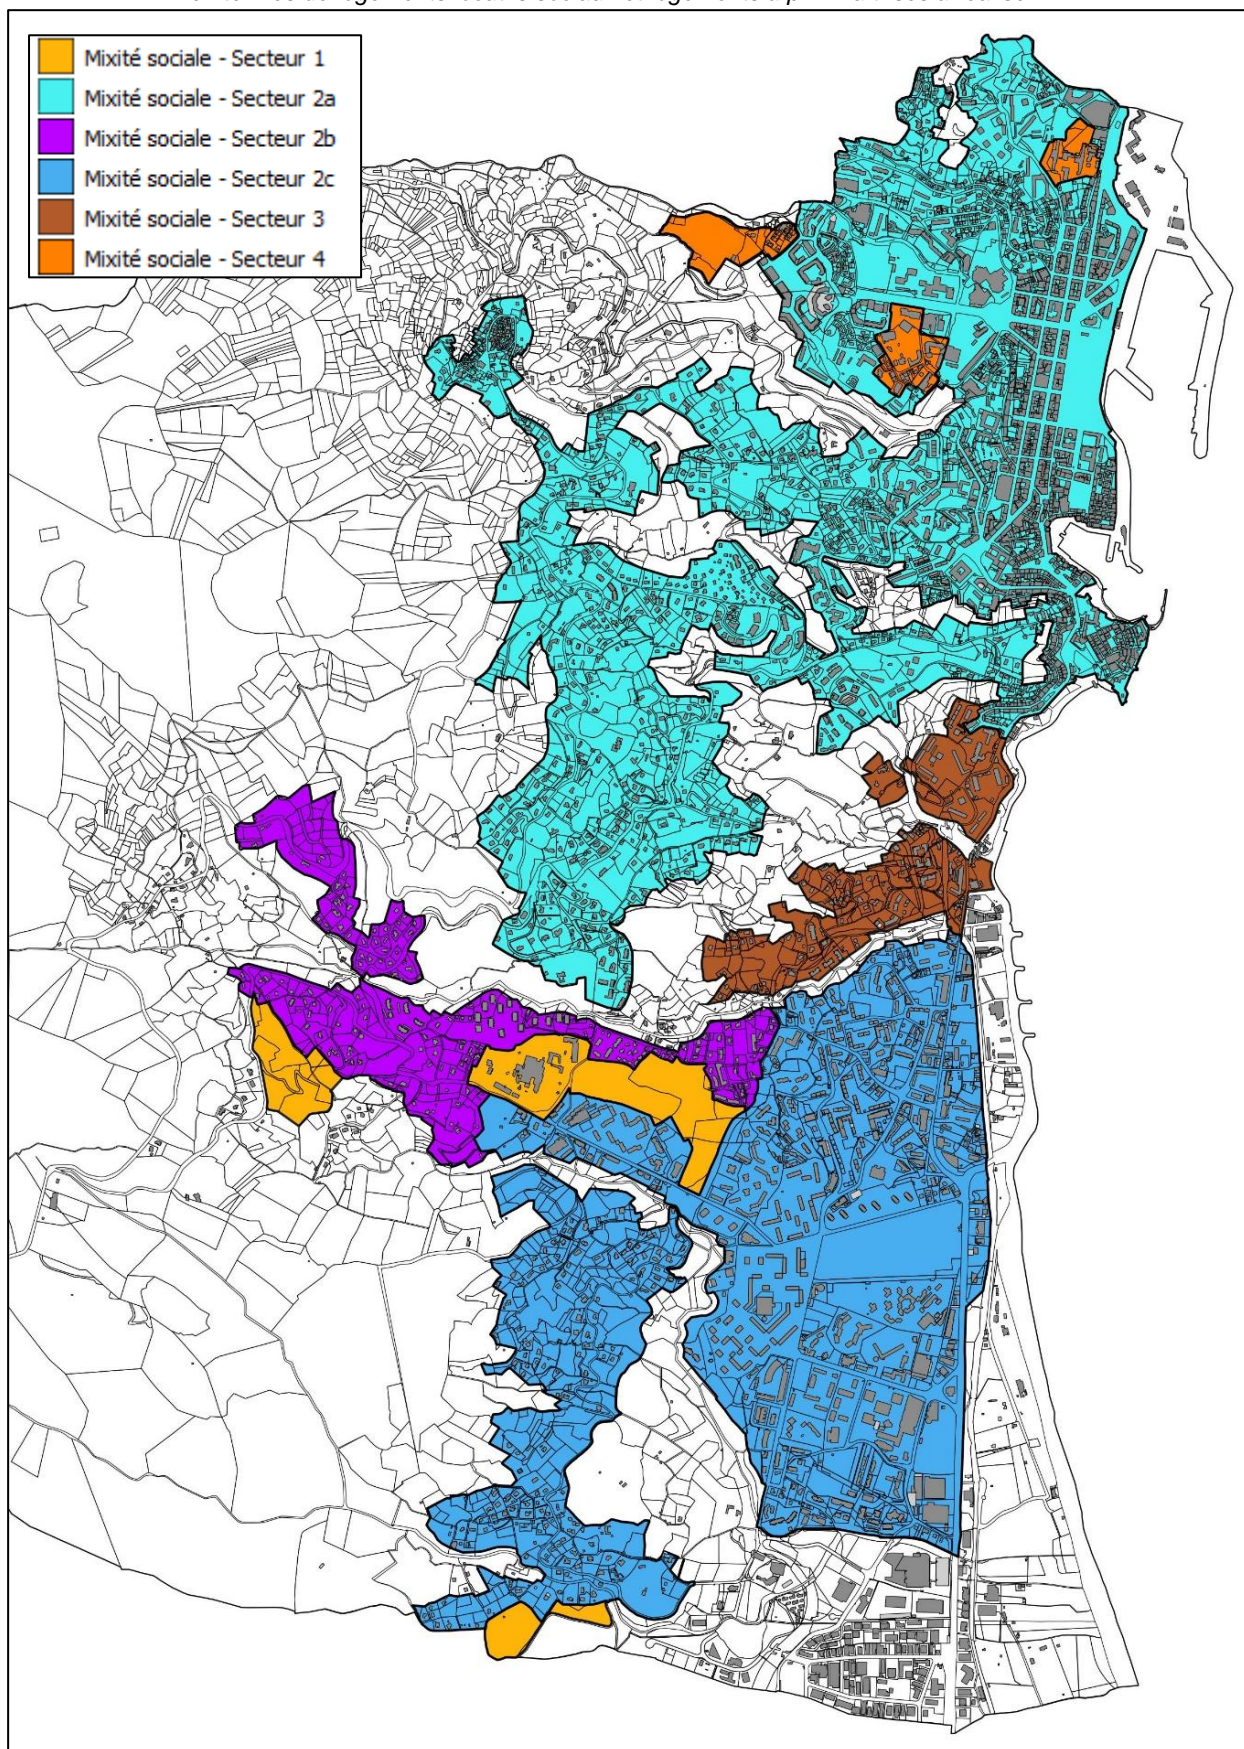 Mixité sociale - Secteur 1
Mixité sociale - Secteur 2a
Mixité sociale - Secteur 2b
Mixité sociale - Secteur 2c
Mixité sociale - Secteur 3
Mixité sociale - Secteur 4